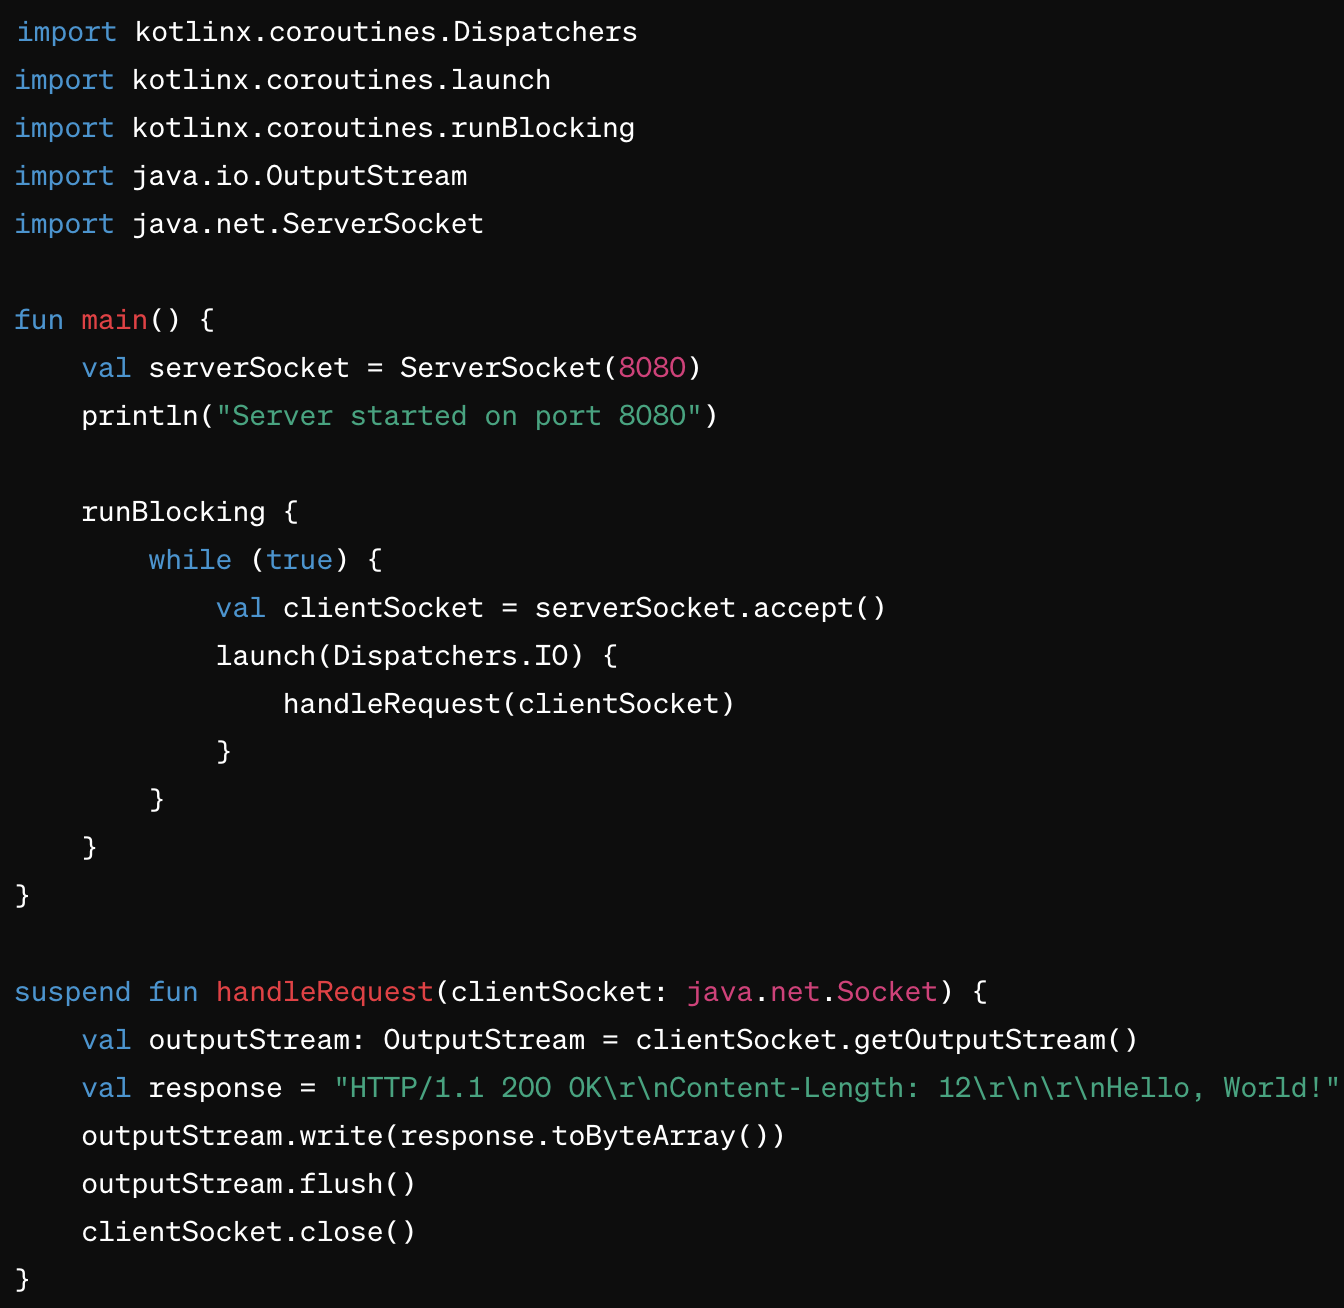 import kotlinx.coroutines.Dispatchers
import kotlinx.coroutines.launch
import kotlinx.coroutines.runBlocking
import java.io.OutputStream
import java.net.ServerSocket

fun main() {
    val serverSocket = ServerSocket(8080)
    println("Server started on port 8080")

    runBlocking {
        while (true) {
            val clientSocket = serverSocket.accept()
            launch(Dispatchers.IO) {
                handleRequest(clientSocket)
            }
        }
    }
}

suspend fun handleRequest(clientSocket: java.net.Socket) {
    val outputStream: OutputStream = clientSocket.getOutputStream()
    val response = "HTTP/1.1 200 OK\r\nContent-Length: 12\r\n\r\nHello, World!"
    outputStream.write(response.toByteArray())
    outputStream.flush()
    clientSocket.close()
}